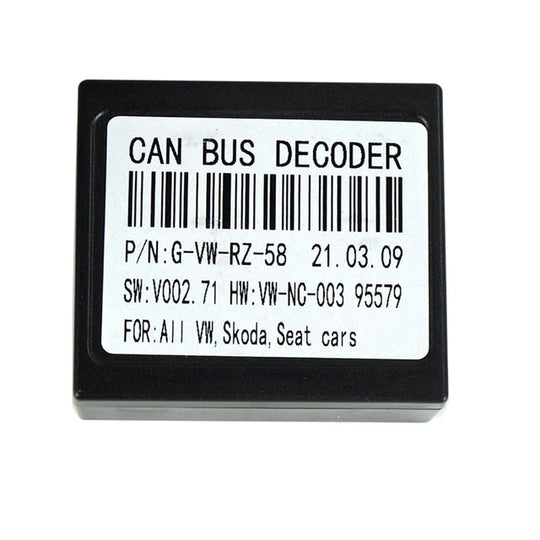 CAN BUS DECODER
P/N:G-VW-RZ-58 21.03.09
SW:V002.71 HW:VW-NC-003 95579
FOR:All VW,Skoda,Seat cars